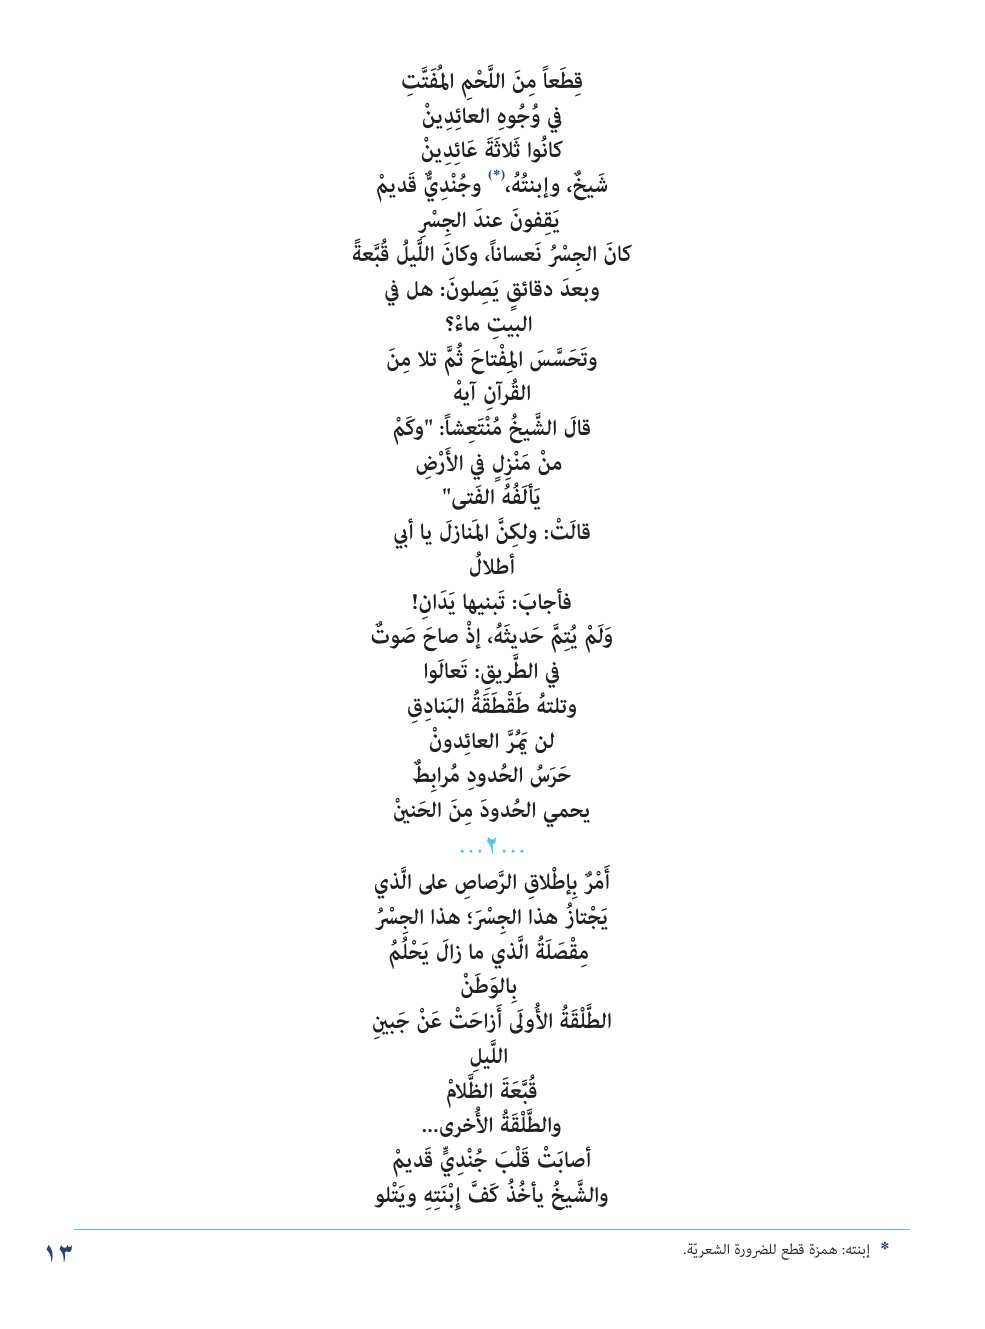 قِطَعاً مِنَ اللَّحْمِ المُفَتَّتِ
في وُجُوهِ العائِدِينْ
كانُوا ثَلاثَةَ عَائِدِينْ
شَيخٌ، وإبنتُهُ،(*) وجُنْدِيٌّ قَديمْ
يَقِفونَ عندَ الجِسْرِ
كانَ الجِسْرُ نَعساناً، وكانَ اللَّيلُ قُبَّعةً
وبعدَ دقائقٍ يَصِلونَ: هل في
البيتِ ماءْ؟
وتَحَسَّسَ المِفْتاحَ ثُمَّ تلا مِنَ
القُرآنِ آيهْ
قالَ الشَّيخُ مُنْتَعِشاً: "وكَمْ
منْ مَنْزِلٍ في الأَرْضِ
يَألَفُهُ الفَتى"
قالَتْ: ولكِنَّ المَنازلَ يا أبي
أطلالُ
فأجابَ: تَبنيها يَدَانِ!
وَلَمْ يُتِمَّ حَديثَهُ، إذْ صاحَ صَوتٌ
في الطَّريقِ: تَعالَوا
وتلتهُ طَقْطَقَةُ البَنادِقِ
لن يَمُرَّ العائِدونْ
حَرَسُ الحُدودِ مُرابِطٌ
يحمي الحُدودَ مِنَ الحَنينْ
...٢...
أَمْرٌ بِإطْلاقِ الرَّصاصِ على الَّذي
يَجْتازُ هذا الجِسْرَ؛ هذا الجِسْرُ
مِقْصَلَةُ الَّذي ما زالَ يَحْلُمُ
بِالوَطَنْ
الطَّلْقَةُ الأُولَى أَزاحَتْ عَنْ جَبينِ
اللَّيلِ
قُبَّعَةَ الظَّلامْ
والطَّلْقَةُ الأُخرى...
أصابَتْ قَلْبَ جُنْدِيٍّ قَديمْ
والشَّيخُ يأخُذُ كَفَّ إِبْنَتِهِ ويَتْلو
* إبنته: همزة قطع للضرورة الشعريّة.
١٣